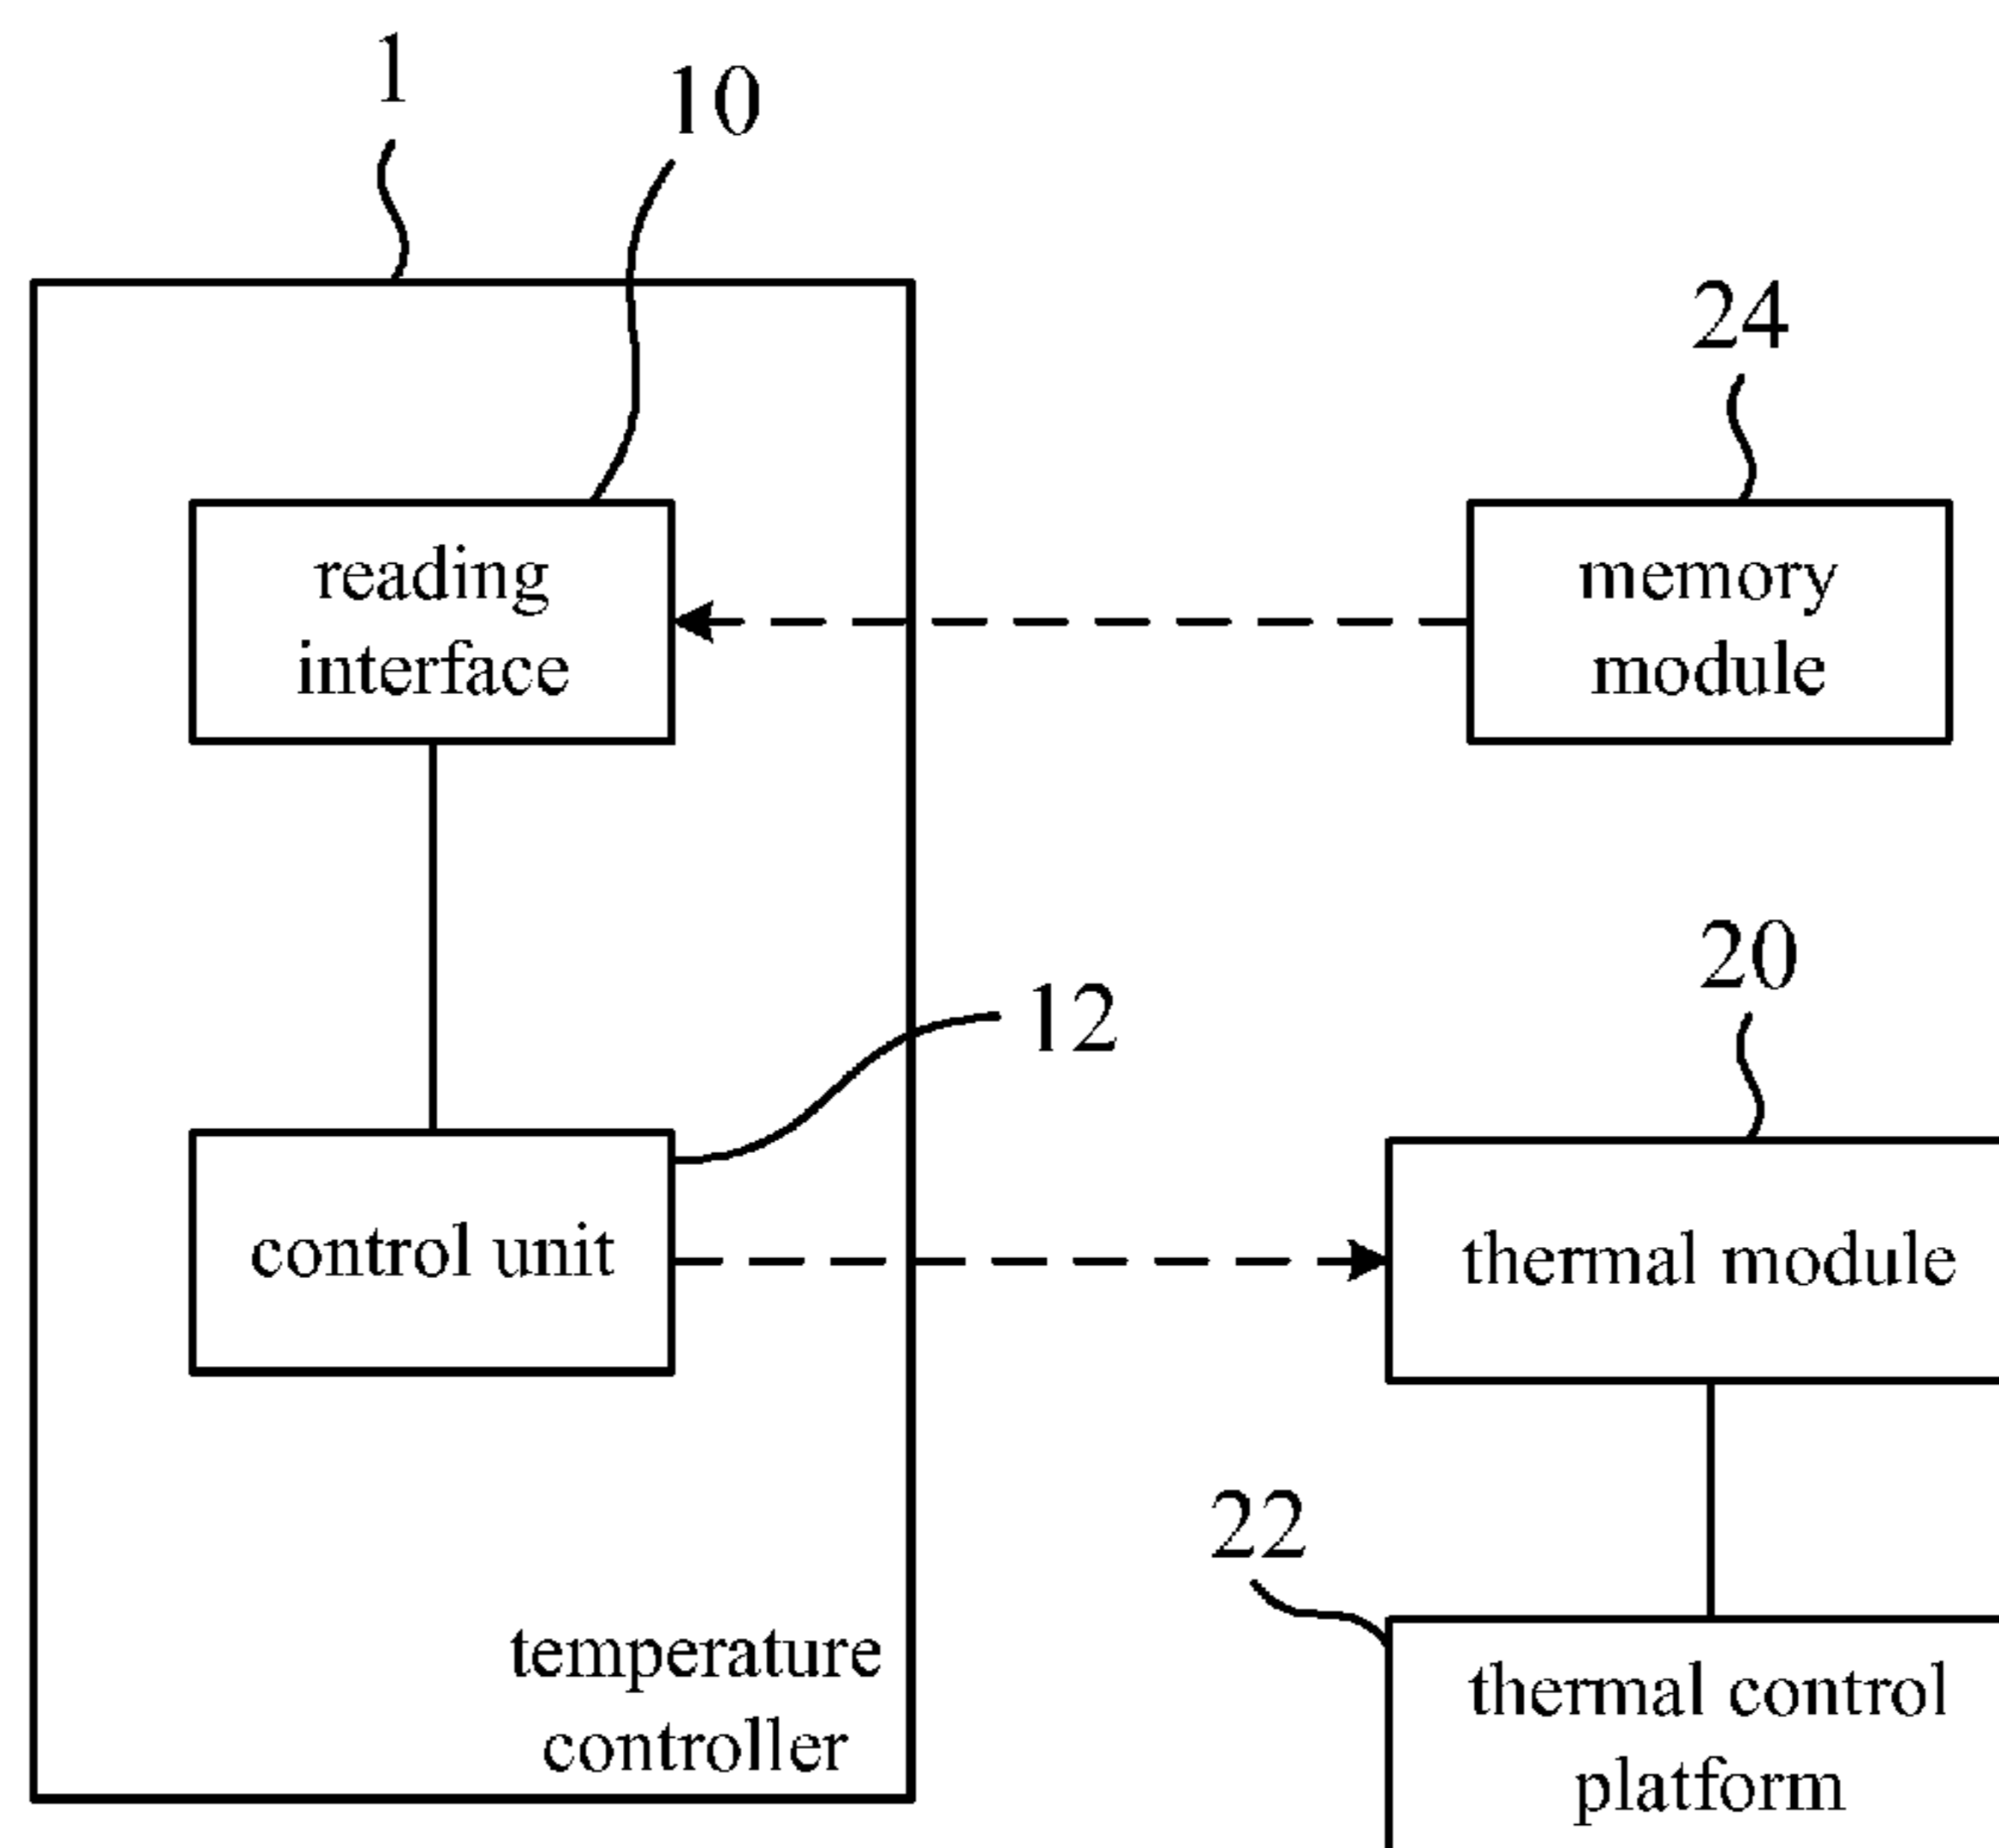 1
10
24
reading
interface
memory
module
20
12
control unit
thermal module
22
temperature
controller
thermal control
platform